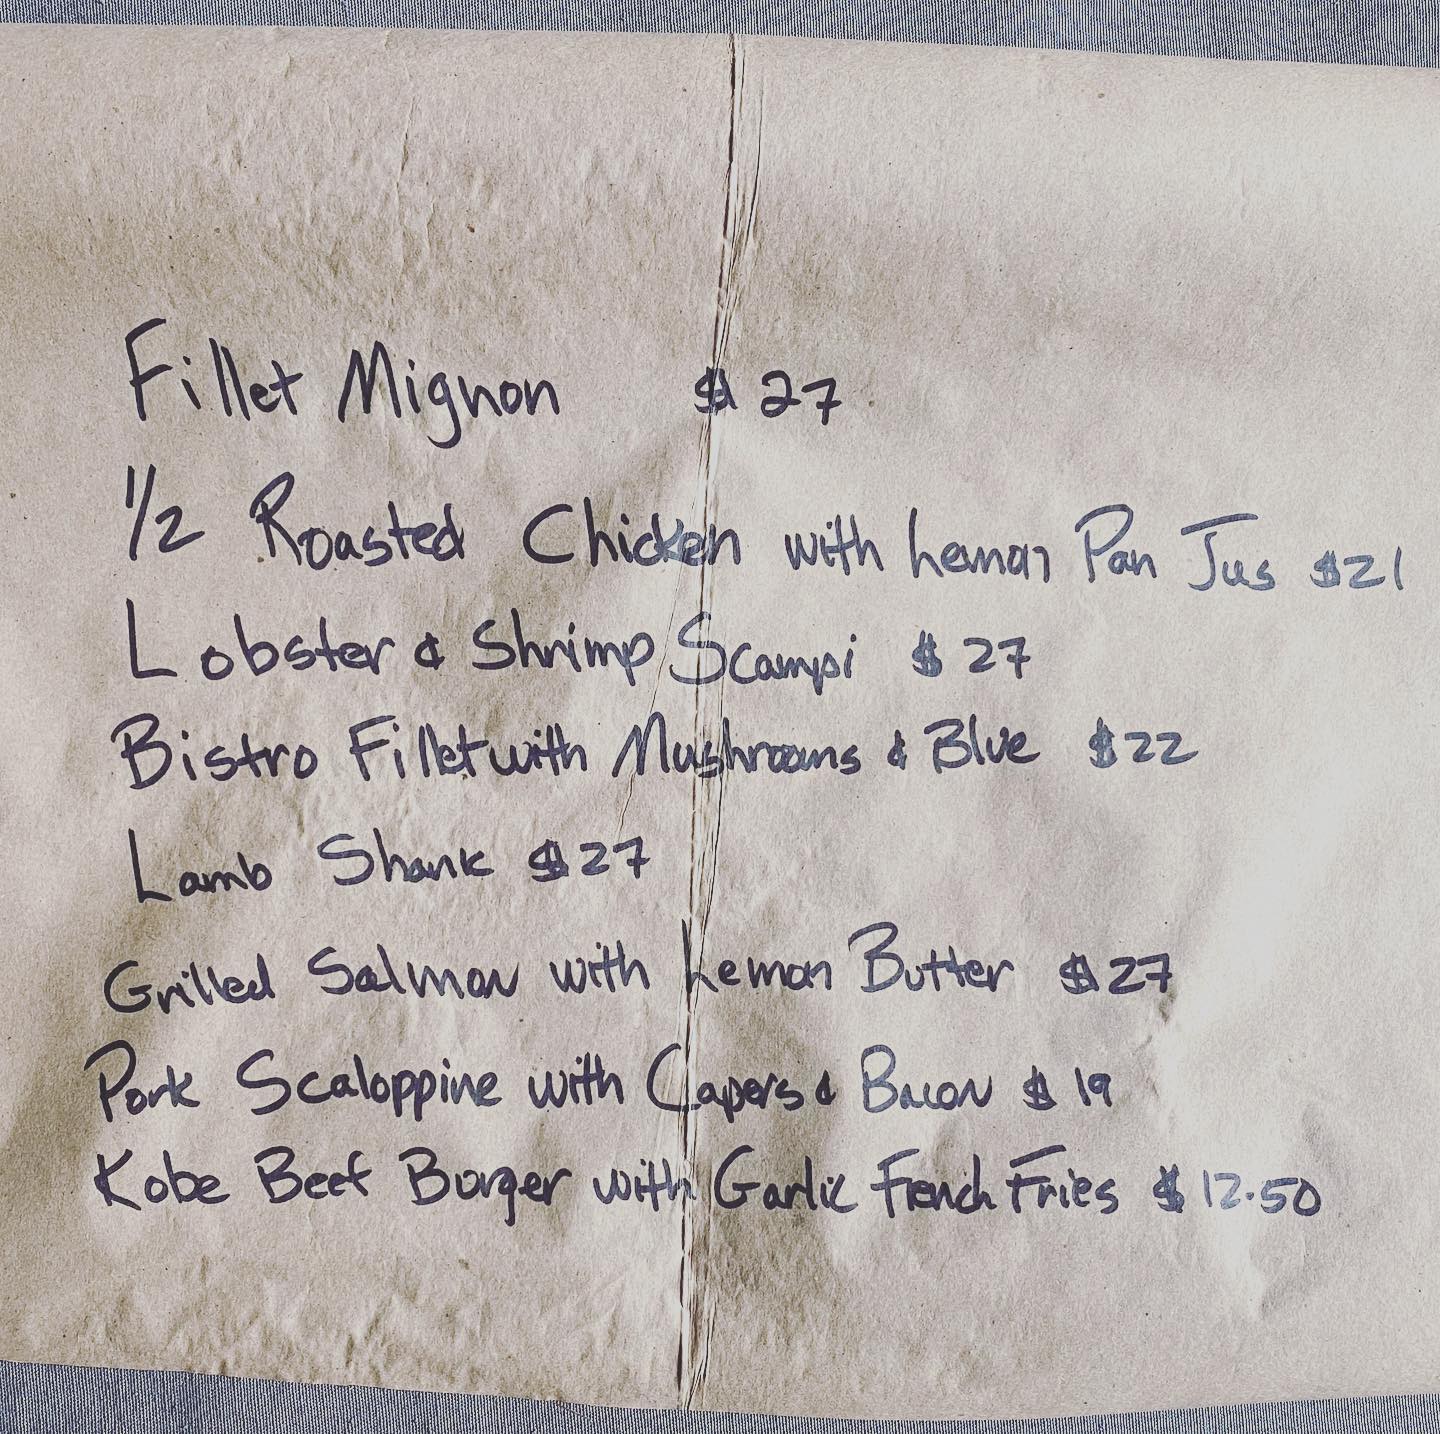 Fillet Mignon $27
1/2 Roasted Chicken with Lemon Pan Jus $21
Lobster & Shrimp Scampi $27
Bistro Fillet with Mushrooms & Blue $22
Lamb Shank $27
Grilled Salmon with Lemon Butter $27
Pork Scaloppine with Capers & Bacon $19
Kobe Beef Burger with Garlic French Fries $12.50